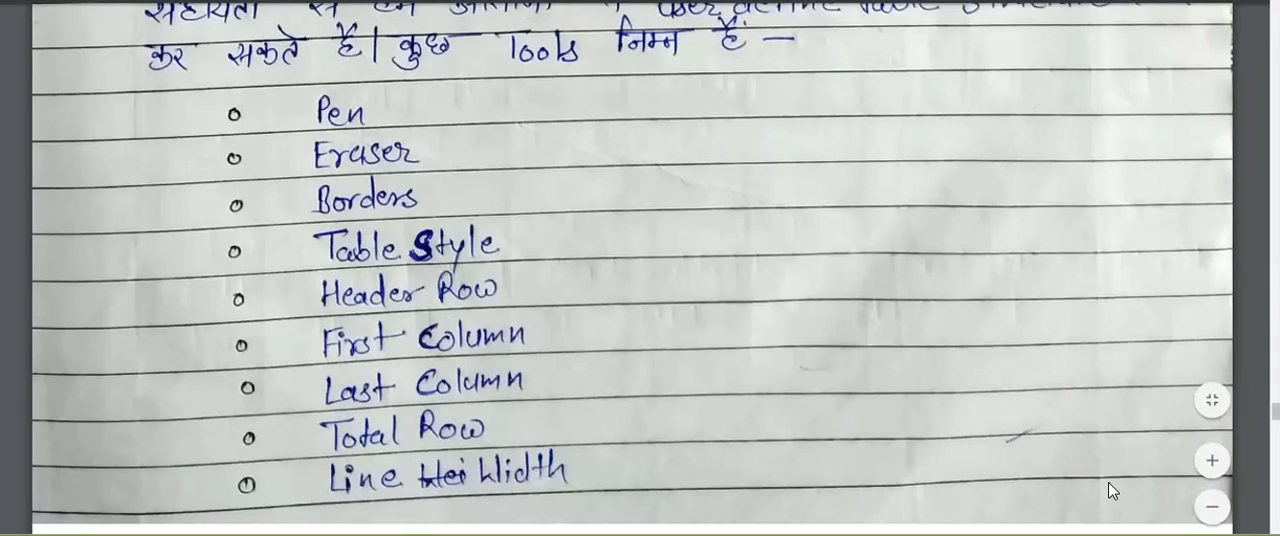 कर सकते हैं। कुछ Tools निम्न हैं —
Pen
Eraser
Borders
Table Style
Header Row
First Column
Last Column
Total Row
Line Width